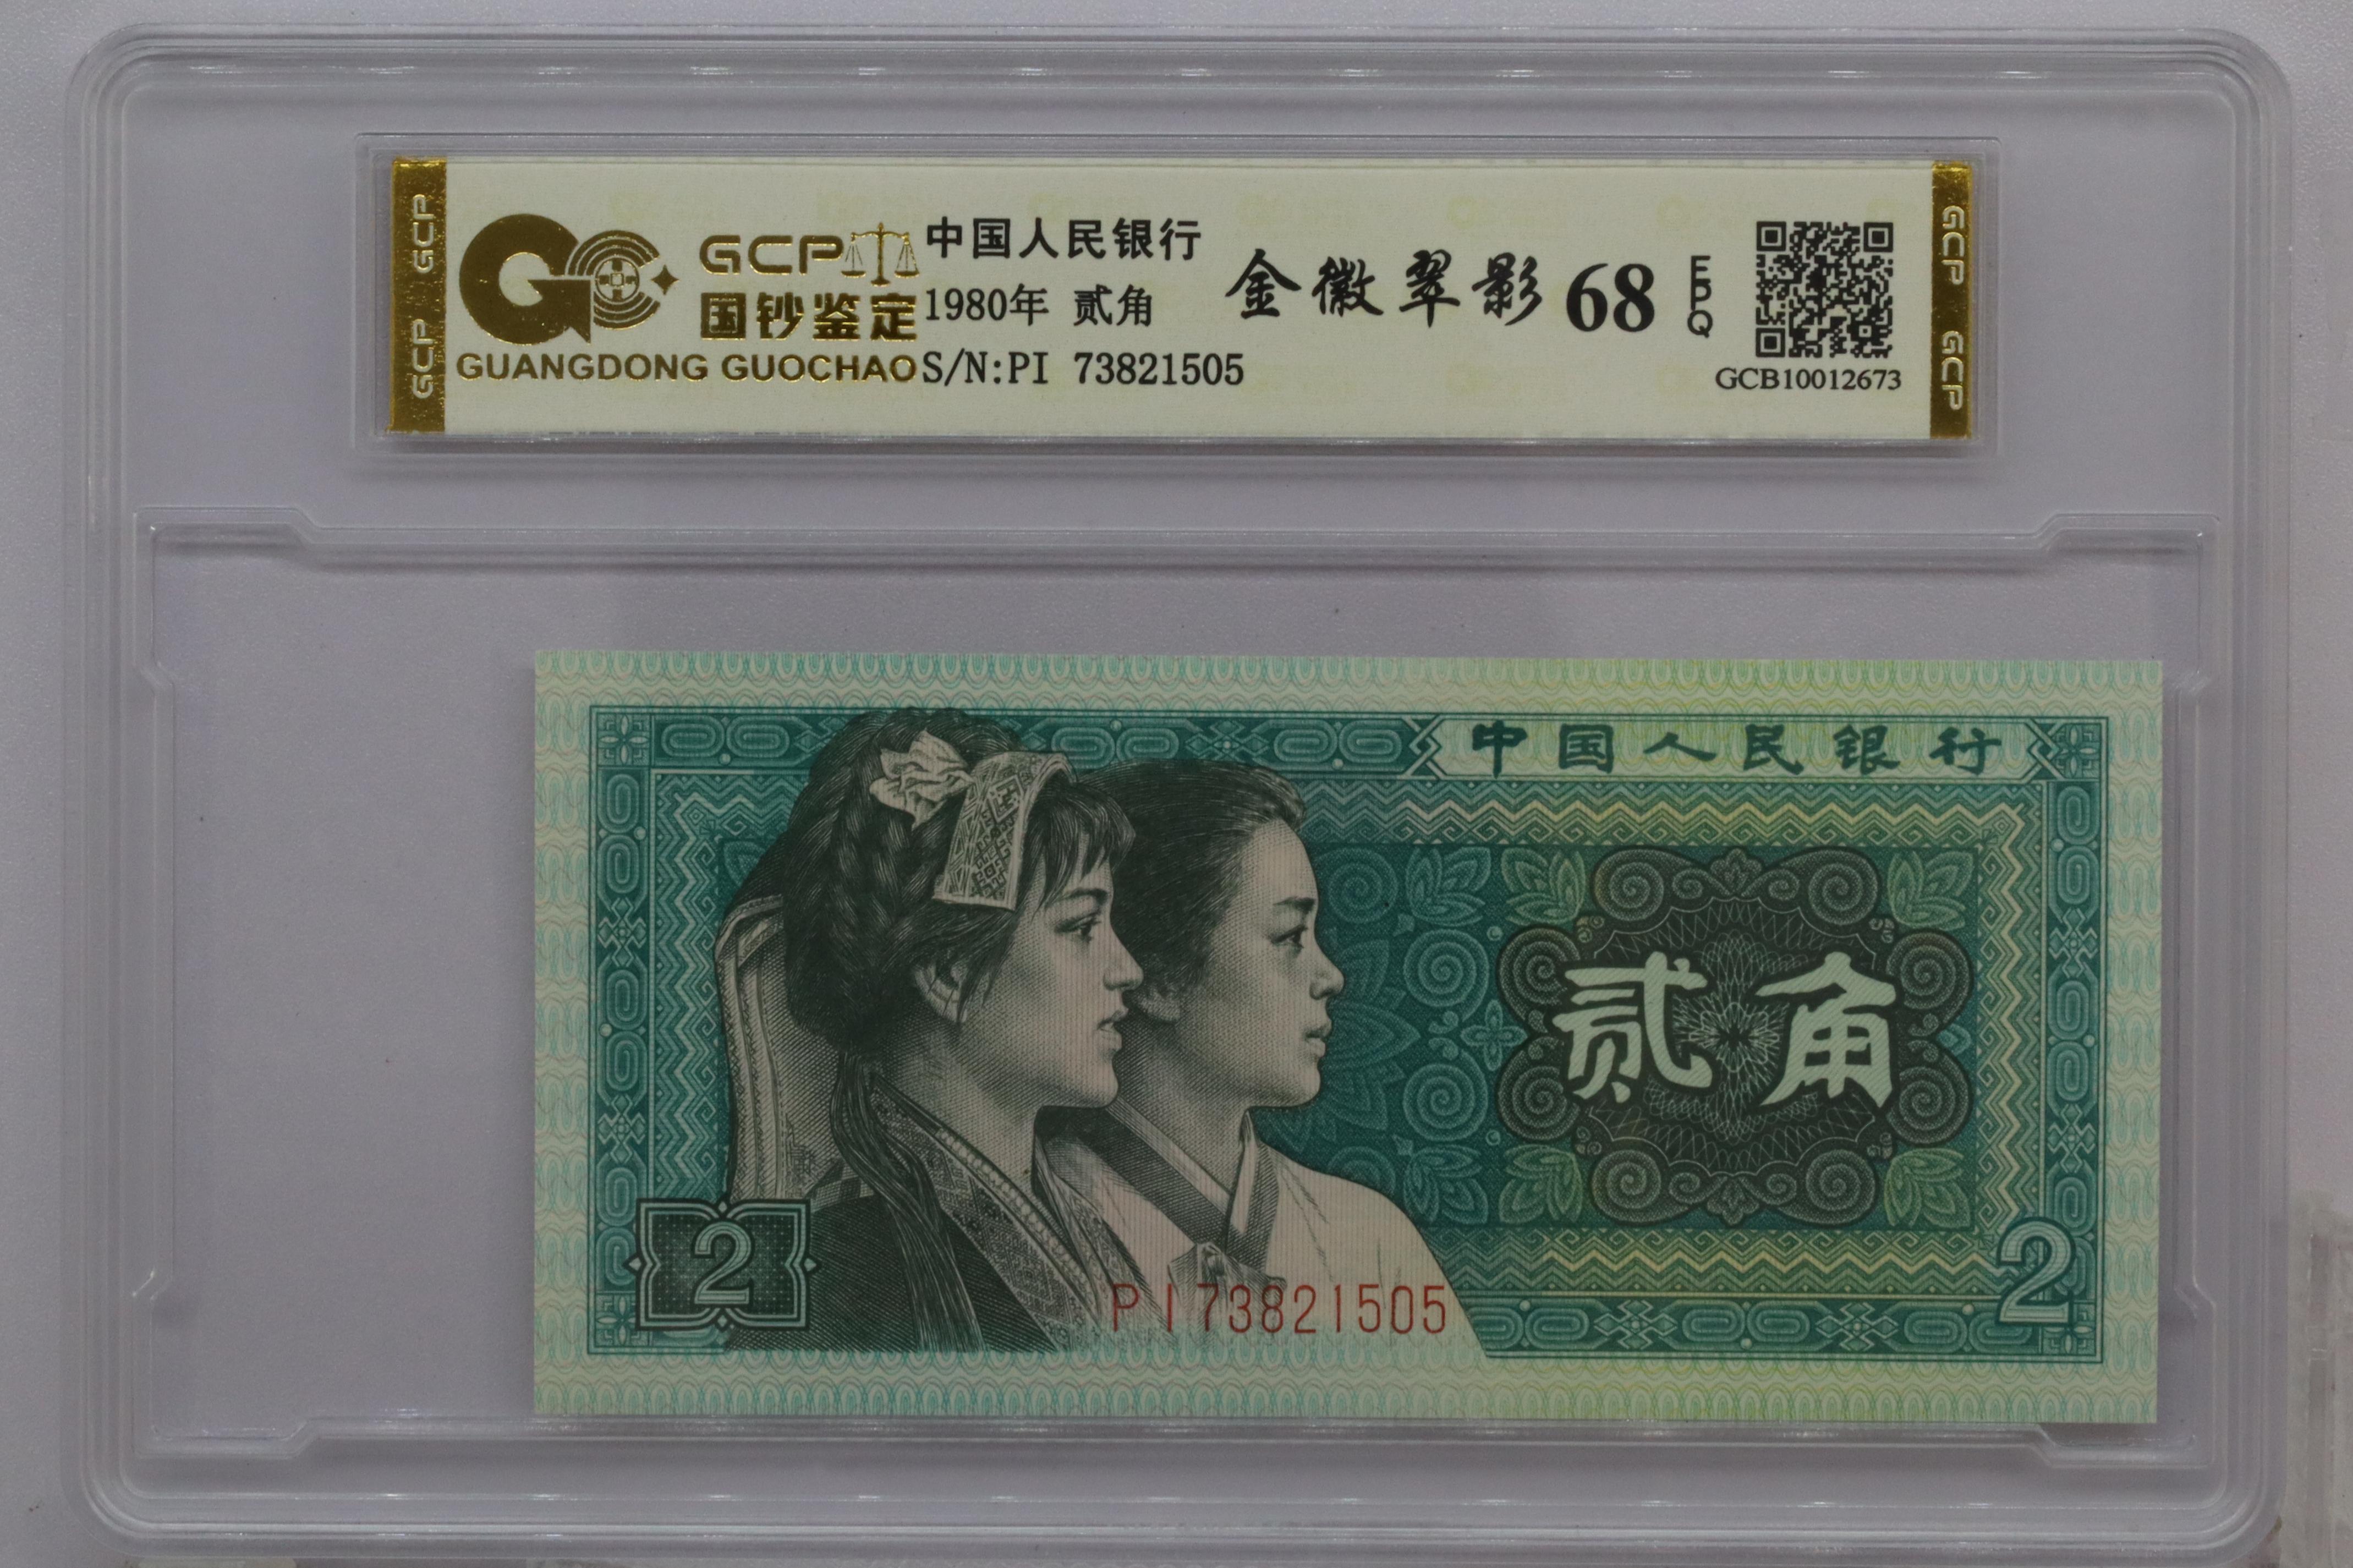 GCP GCP
GCP
国钞鉴定
GUANGDONG GUOCHAO
中国人民银行
1980年 贰角
S/N:PI 73821505
金徽翠影 68 EPQ
GCB10012673
GCP GCP
中国人民银行
贰角
2
PI73821505
2